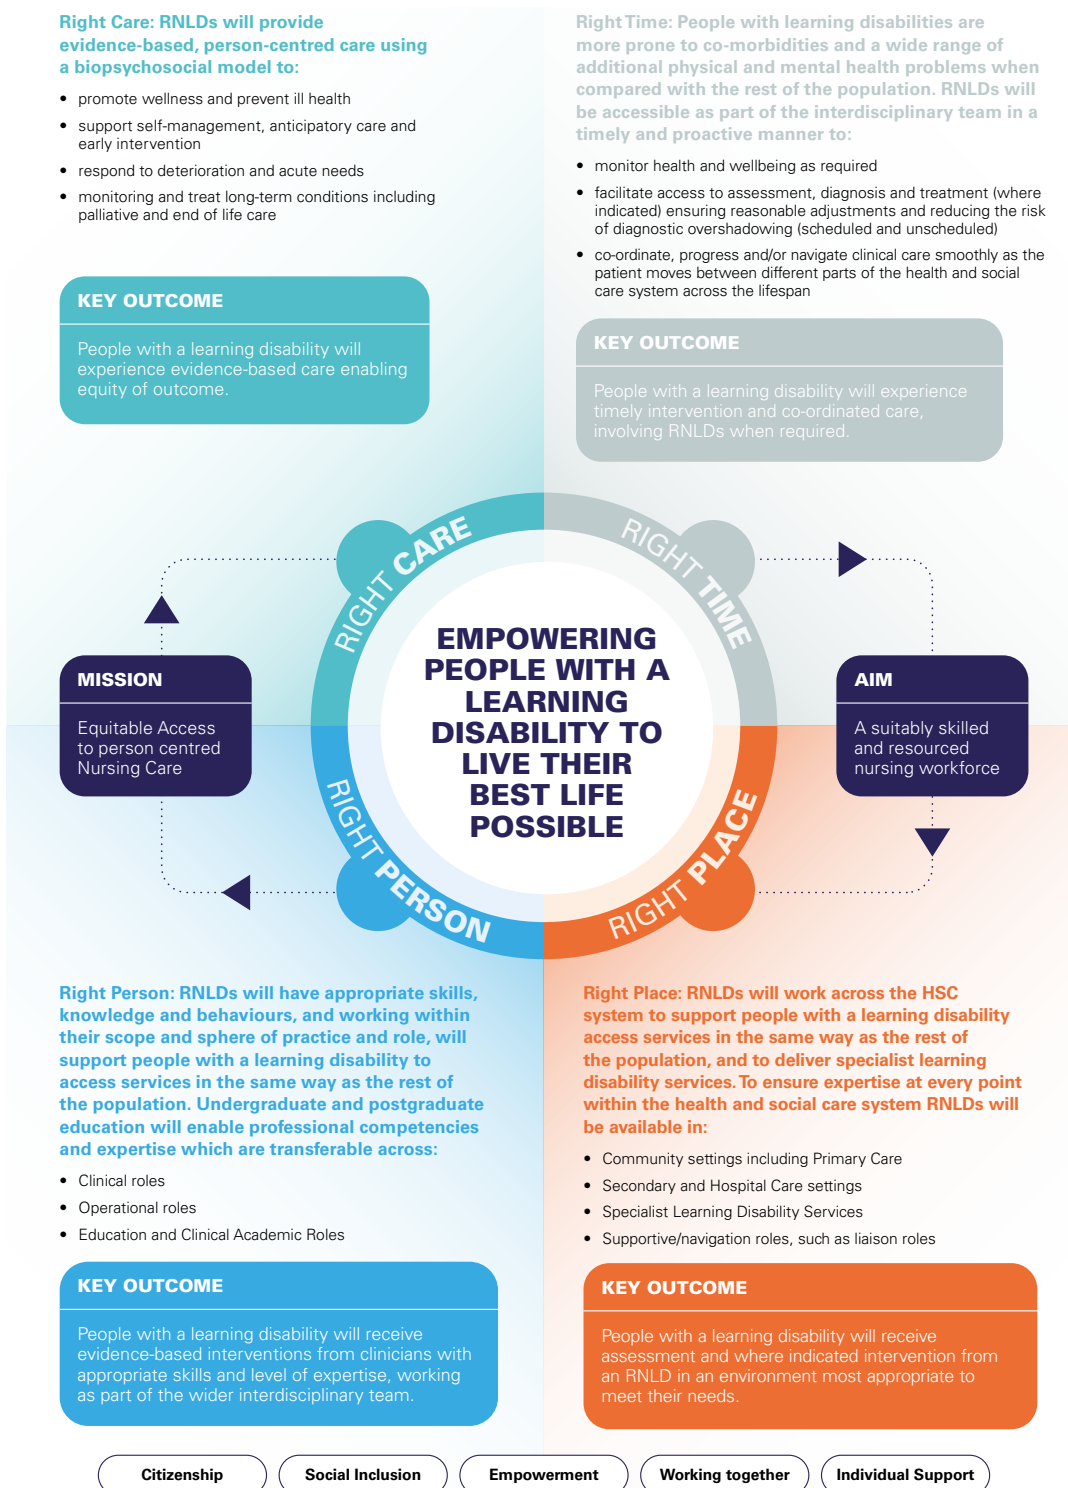 Right Care: RNLDs will provide
evidence-based, person-centred care using
a biopsychosocial model to:
• promote wellness and prevent ill health
• support self-management, anticipatory care and
early intervention
• respond to deterioration and acute needs
• monitoring and treat long-term conditions including
palliative and end of life care
KEY OUTCOME
People with a learning disability will
experience evidence-based care enabling
equity of outcome.
Right Time: People with learning disabilities are
more prone to co-morbidities and a wide range of
additional physical and mental health problems when
compared with the rest of the population. RNLDs will
be accessible as part of the interdisciplinary team in a
timely and proactive manner to:
• monitor health and wellbeing as required
• facilitate access to assessment, diagnosis and treatment (where
indicated) ensuring reasonable adjustments and reducing the risk
of diagnostic overshadowing (scheduled and unscheduled)
• co-ordinate, progress and/or navigate clinical care smoothly as the
patient moves between different parts of the health and social
care system across the lifespan
KEY OUTCOME
People with a learning disability will experience
timely intervention and co-ordinated care,
involving RNLDs when required.
RIGHT CARE
RIGHT TIME
MISSION
Equitable Access
to person centred
Nursing Care
EMPOWERING
PEOPLE WITH A
LEARNING
DISABILITY TO
LIVE THEIR
BEST LIFE
POSSIBLE
AIM
A suitably skilled
and resourced
nursing workforce
RIGHT PERSON
RIGHT PLACE
Right Person: RNLDs will have appropriate skills,
knowledge and behaviours, and working within
their scope and sphere of practice and role, will
support people with a learning disability to
access services in the same way as the rest of
the population. Undergraduate and postgraduate
education will enable professional competencies
and expertise which are transferable across:
• Clinical roles
• Operational roles
• Education and Clinical Academic Roles
KEY OUTCOME
People with a learning disability will receive
evidence-based interventions from clinicians with
appropriate skills and level of expertise, working
as part of the wider interdisciplinary team.
Right Place: RNLDs will work across the HSC
system to support people with a learning disability
access services in the same way as the rest of
the population, and to deliver specialist learning
disability services. To ensure expertise at every point
within the health and social care system RNLDs will
be available in:
• Community settings including Primary Care
• Secondary and Hospital Care settings
• Specialist Learning Disability Services
• Supportive/navigation roles, such as liaison roles
KEY OUTCOME
People with a learning disability will receive
assessment and where indicated intervention from
an RNLD in an environment most appropriate to
meet their needs.
Citizenship
Social Inclusion
Empowerment
Working together
Individual Support